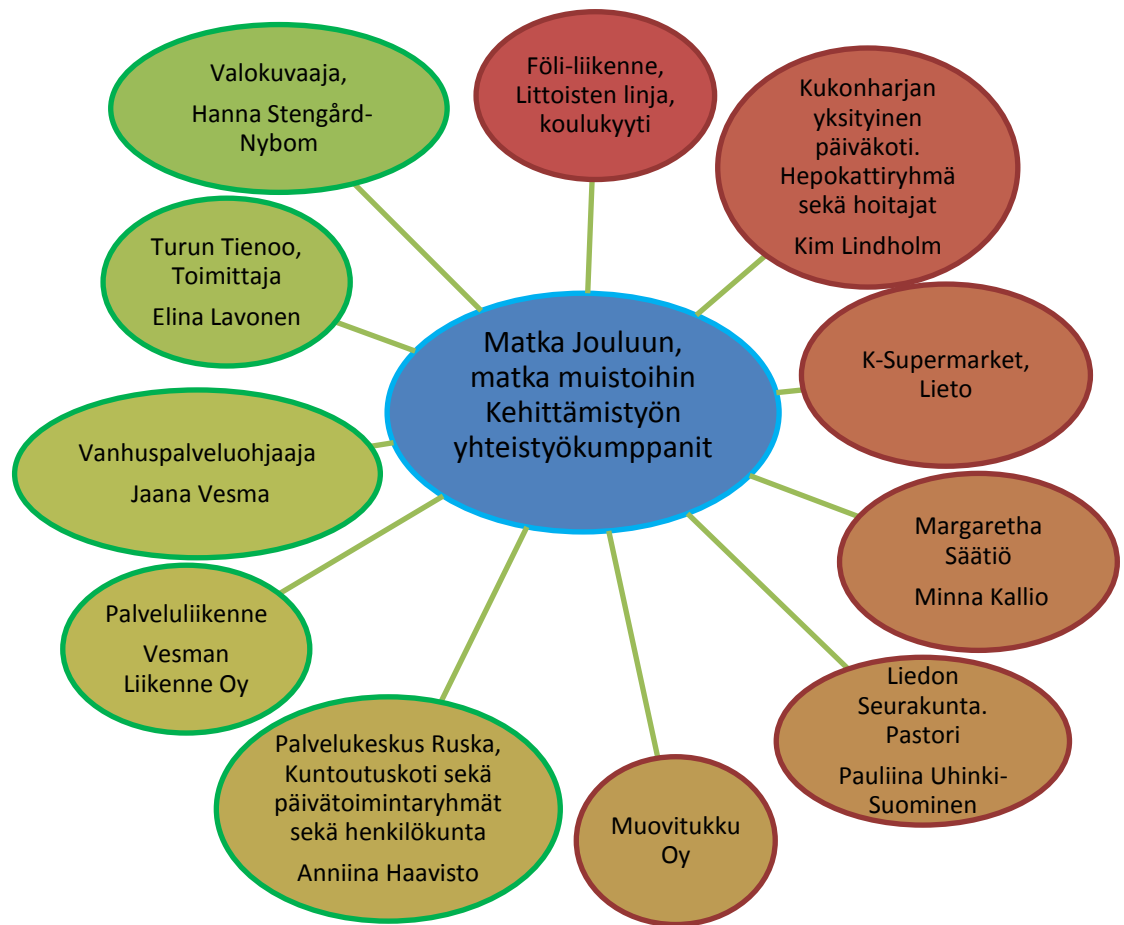 Matka Jouluun,
matka muistoihin
Kehittämistyön
yhteistyökumppanit
Föli-liikenne,
Littoisten linja,
koulukyyti
Kukonharjan
yksityinen
päiväkoti.
Hepokattiryhmä
sekä hoitajat
Kim Lindholm
K-Supermarket,
Lieto
Margaretha
Säätiö
Minna Kallio
Liedon
Seurakunta.
Pastori
Pauliina Uhinki-
Suominen
Muovitukku
Oy
Palvelukeskus Ruska,
Kuntoutuskoti sekä
päivätoimintaryhmät
sekä henkilökunta
Anniina Haavisto
Palveluliikenne
Vesman
Liikenne Oy
Vanhuspalveluohjaaja
Jaana Vesma
Turun Tienoo,
Toimittaja
Elina Lavonen
Valokuvaaja,
Hanna Stengård-
Nybom